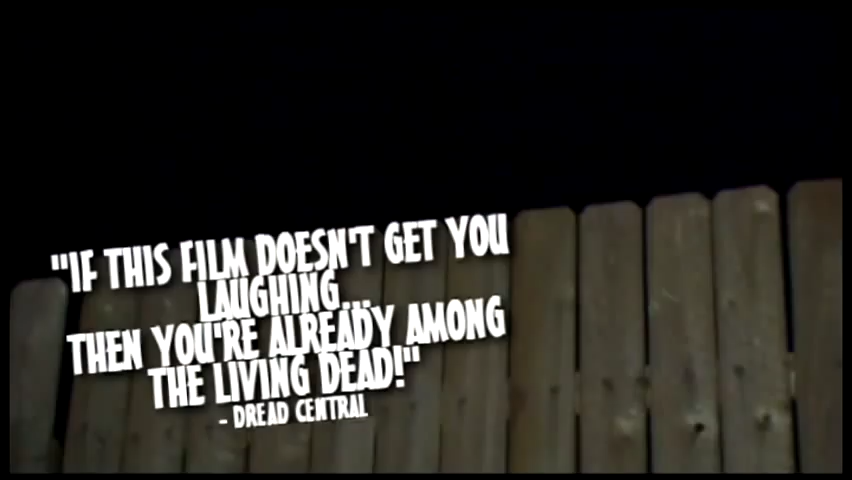 "IF THIS FILM DOESN'T GET YOU
LAUGHING...
THEN YOU'RE ALREADY AMONG
THE LIVING DEAD!"
- DREAD CENTRAL